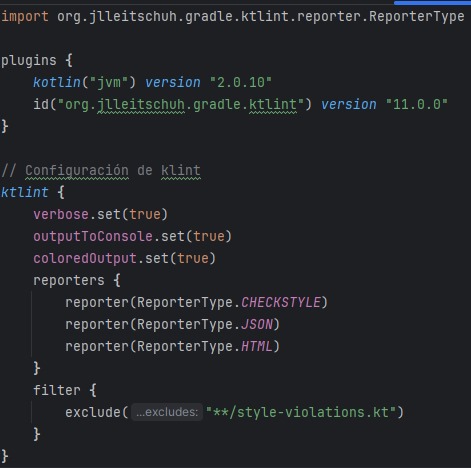 import org.jlleitschuh.gradle.ktlint.reporter.ReporterType
plugins {
kotlin("jvm") version "2.0.10"
id("org.jlleitschuh.gradle.ktlint") version "11.0.0"
}
// Configuración de klint
ktlint {
verbose.set(true)
outputToConsole.set(true)
coloredOutput.set(true)
reporters {
reporter(ReporterType.CHECKSTYLE)
reporter(ReporterType.JSON)
reporter(ReporterType.HTML)
}
filter {
exclude( ...excludes: "**/style-violations.kt")
}
}